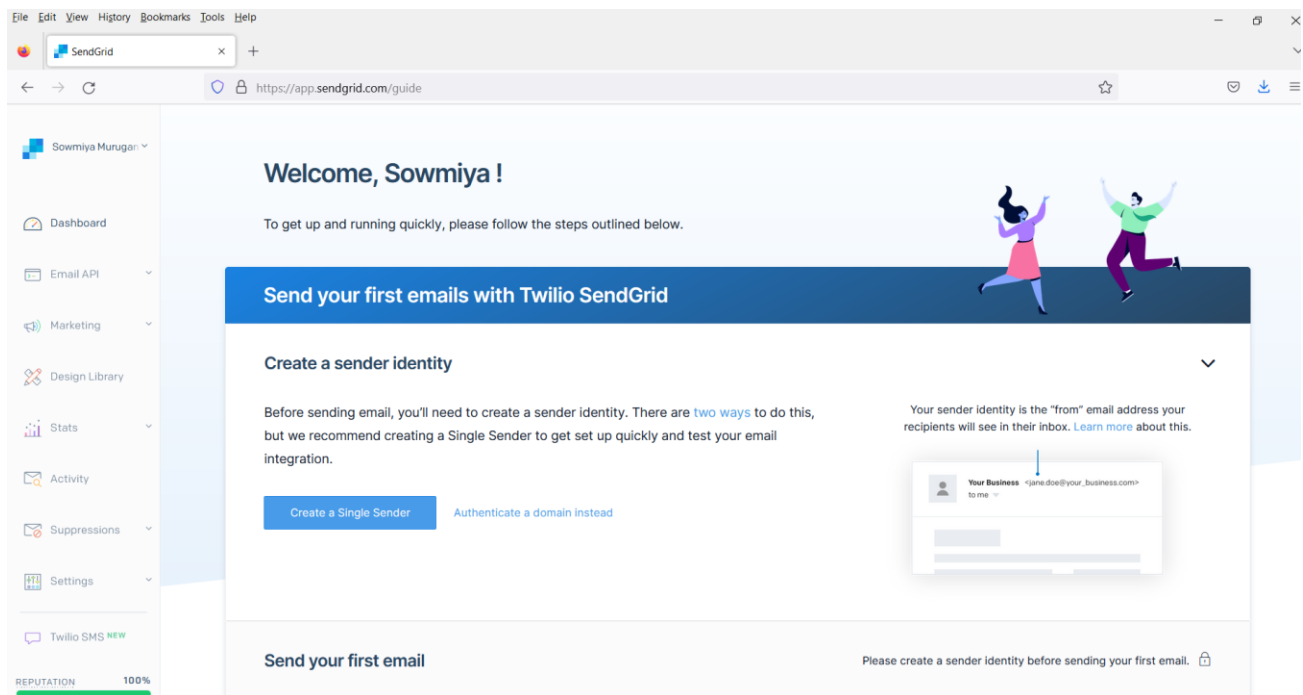 File Edit View History Bookmarks Tools Help
SendGrid
https://app.sendgrid.com/guide
Sowmiya Murugan
Dashboard
Email API
Marketing
Design Library
Stats
Activity
Suppressions
Settings
Twilio SMS NEW
REPUTATION 100%
Welcome, Sowmiya !
To get up and running quickly, please follow the steps outlined below.
Send your first emails with Twilio SendGrid
Create a sender identity
Before sending email, you'll need to create a sender identity. There are two ways to do this,
but we recommend creating a Single Sender to get set up quickly and test your email
integration.
Create a Single Sender Authenticate a domain instead
Your sender identity is the "from" email address your
recipients will see in their inbox. Learn more about this.
Your Business <jane.doe@your_business.com>
to me
Send your first email
Please create a sender identity before sending your first email.